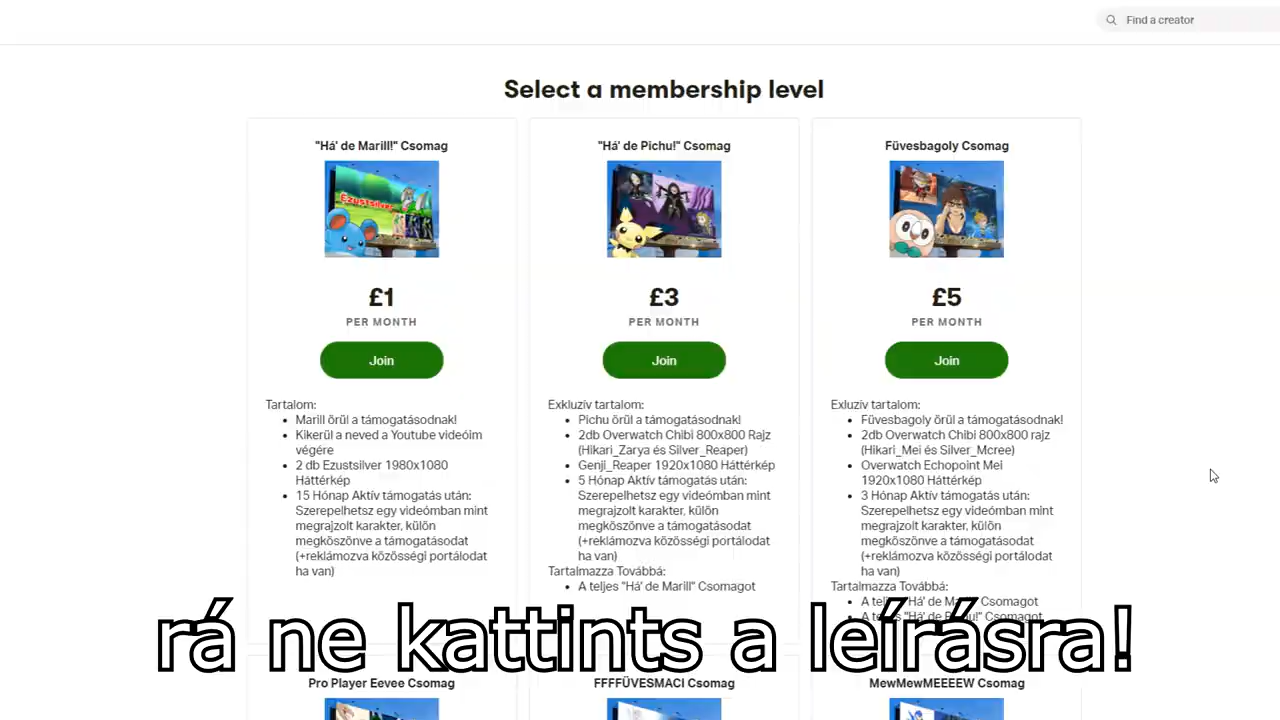 Find a creator
Select a membership level
"Há' de Marill!" Csomag
Ezustsilver
£1
PER MONTH
Join
Tartalom:
Marill örül a támogatásodnak!
Kikerül a neved a Youtube videóim
végére
2 db Ezustsilver 1980x1080
Háttérkép
15 Hónap Aktív támogatás után:
Szerepelhetsz egy videómban mint
megrajzolt karakter, külön
megköszönve a támogatásodat
(+reklámozva közösségi portálodat
ha van)
"Há' de Pichu!" Csomag
£3
PER MONTH
Join
Exkluzív tartalom:
Pichu örül a támogatásodnak!
2db Overwatch Chibi 800x800 Rajz
(Hikari_Zarya és Silver_Reaper)
Genji_Reaper 1920x1080 Háttérkép
5 Hónap Aktív támogatás után:
Szerepelhetsz egy videómban mint
megrajzolt karakter, külön
megköszönve a támogatásodat
(+reklámozva közösségi portálodat
ha van)
Tartalmazza Továbbá:
A teljes "Há' de Marill" Csomagot
Füvesbagoly Csomag
£5
PER MONTH
Join
Exluzív tartalom:
Füvesbagoly örül a támogatásodnak!
2db Overwatch Chibi 800x800 rajz
(Hikari_Mei és Silver_Mcree)
Overwatch Echopoint Mei
1920x1080 Háttérkép
3 Hónap Aktív támogatás után:
Szerepelhetsz egy videómban mint
megrajzolt karakter, külön
megköszönve a támogatásodat
(+reklámozva közösségi portálodat
ha van)
Tartalmazza Továbbá:
"Há' de Csomagot
"Há' de Csomagot
rá ne kattints a leírásra!
Pro Player Eevee Csomag
FFFFÜVESMACI Csomag
MewMewMEEEEW Csomag